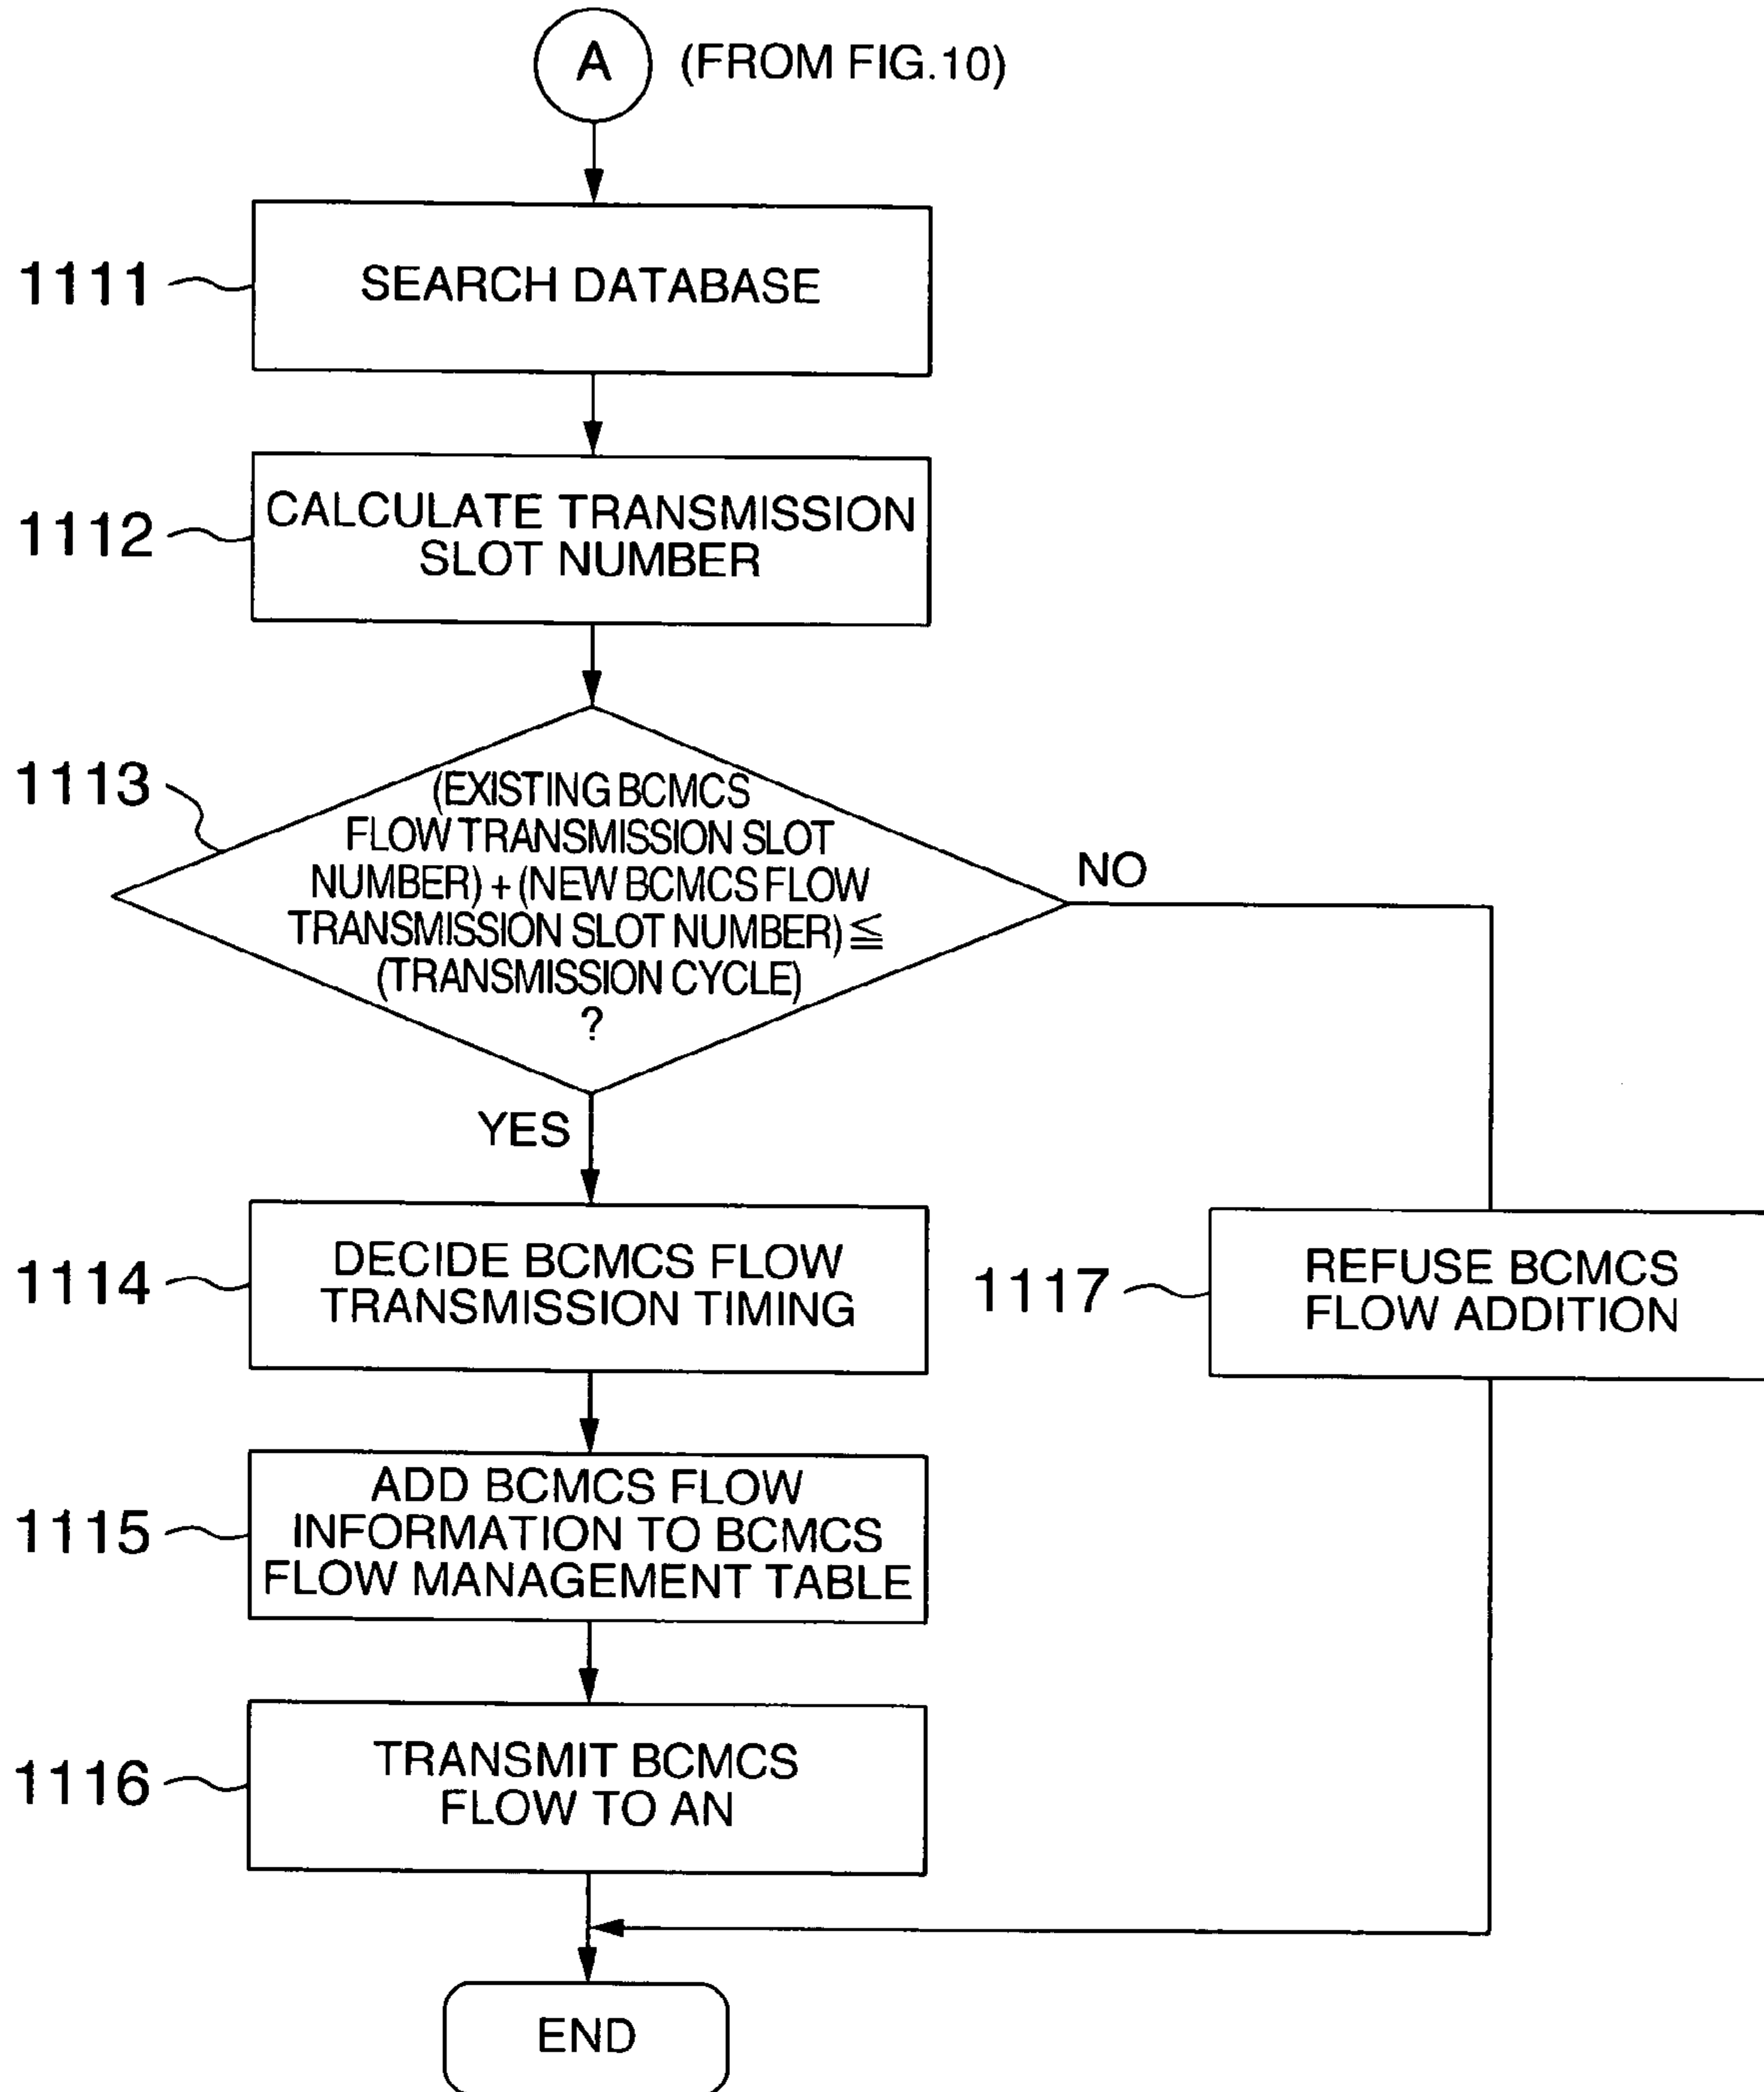 A (FROM FIG.10)
1111
SEARCH DATABASE
1112
CALCULATE TRANSMISSION
SLOT NUMBER
1113
(EXISTING BCMCS
FLOW TRANSMISSION SLOT
NUMBER) + (NEW BCMCS FLOW
TRANSMISSION SLOT NUMBER) ≦
(TRANSMISSION CYCLE)
?
NO
YES
1114
DECIDE BCMCS FLOW
TRANSMISSION TIMING
1117
REFUSE BCMCS
FLOW ADDITION
1115
ADD BCMCS FLOW
INFORMATION TO BCMCS
FLOW MANAGEMENT TABLE
1116
TRANSMIT BCMCS
FLOW TO AN
END